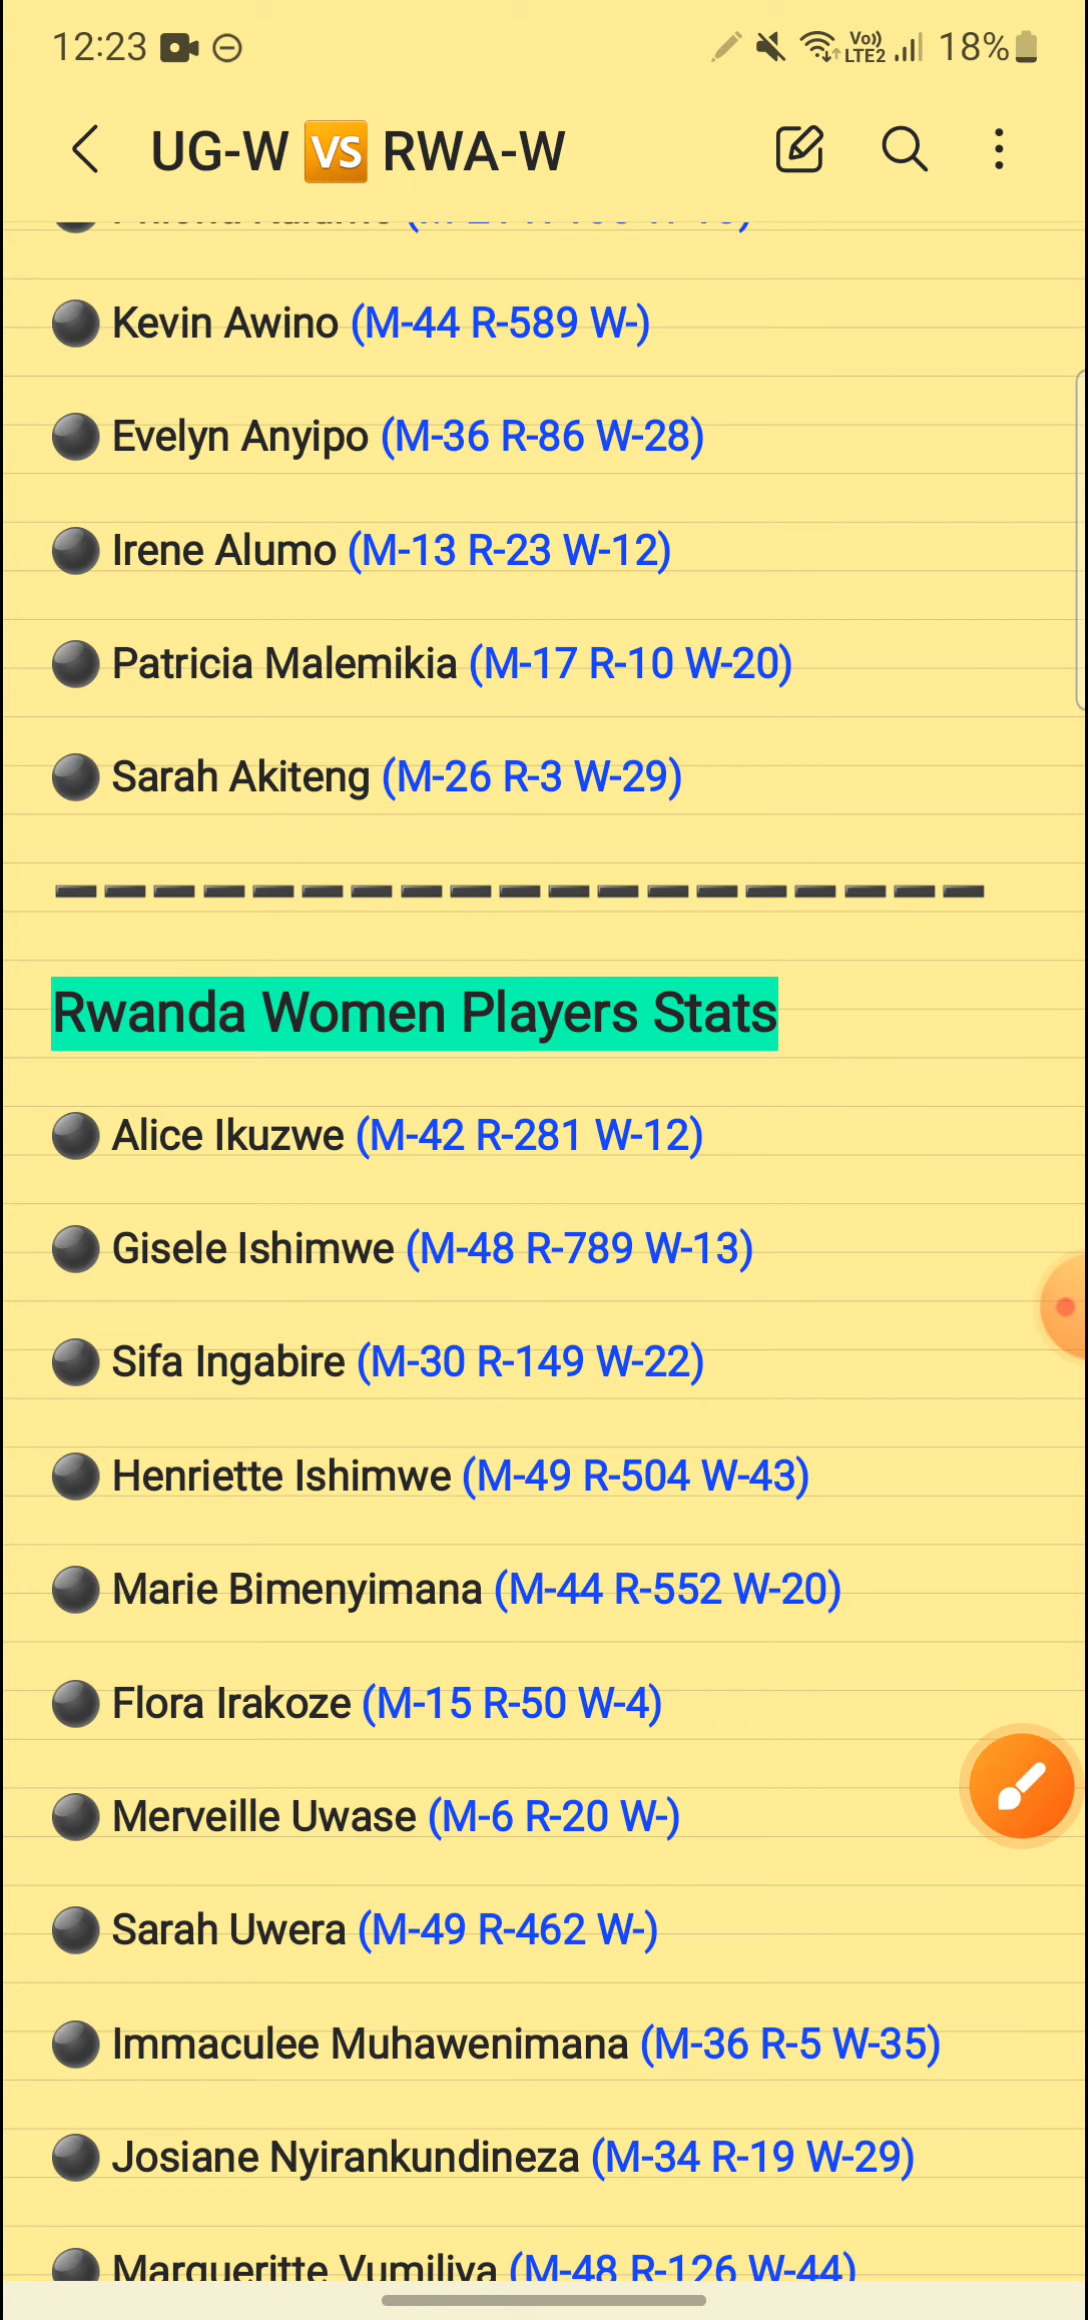 12:23
Vo)) LTE2 18%
UG-W VS RWA-W
Kevin Awino (M-44 R-589 W-)
Evelyn Anyipo (M-36 R-86 W-28)
Irene Alumo (M-13 R-23 W-12)
Patricia Malemikia (M-17 R-10 W-20)
Sarah Akiteng (M-26 R-3 W-29)
Rwanda Women Players Stats
Alice Ikuzwe (M-42 R-281 W-12)
Gisele Ishimwe (M-48 R-789 W-13)
Sifa Ingabire (M-30 R-149 W-22)
Henriette Ishimwe (M-49 R-504 W-43)
Marie Bimenyimana (M-44 R-552 W-20)
Flora Irakoze (M-15 R-50 W-4)
Merveille Uwase (M-6 R-20 W-)
Sarah Uwera (M-49 R-462 W-)
Immaculee Muhawenimana (M-36 R-5 W-35)
Josiane Nyirankundineza (M-34 R-19 W-29)
Margueritte Vumiliya (M-48 R-126 W-44)